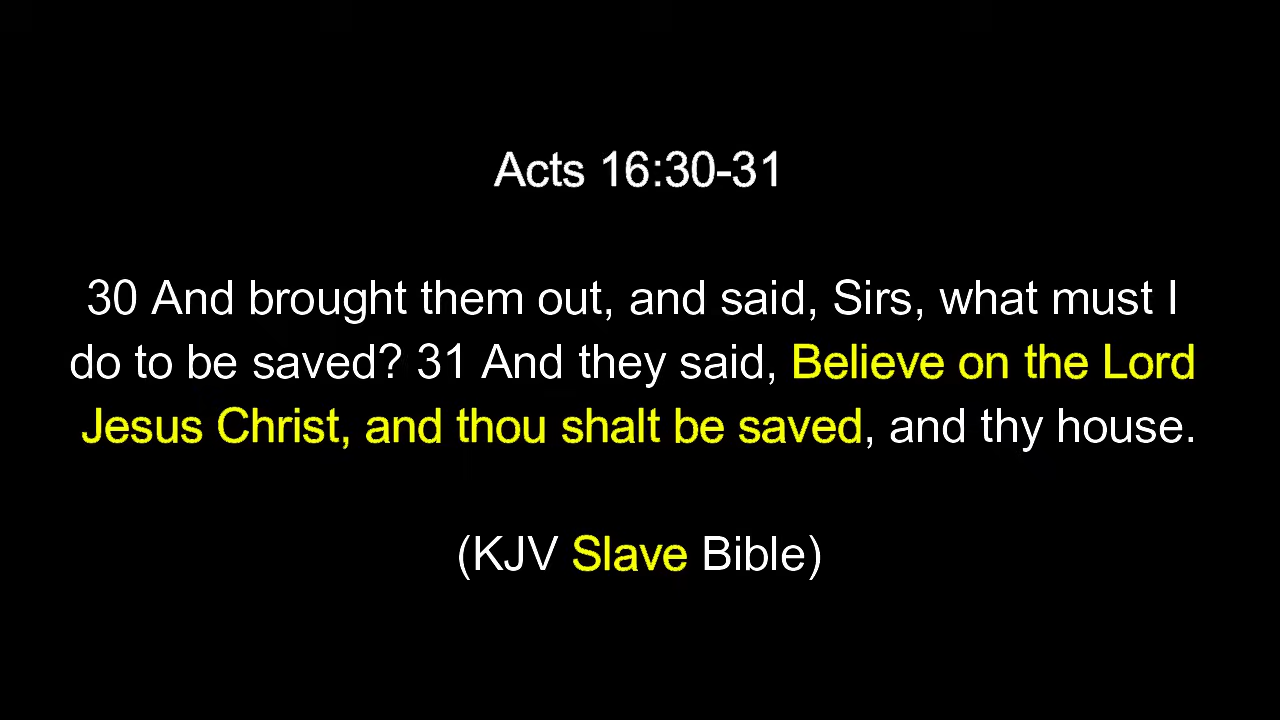 Acts 16:30-31
30 And brought them out, and said, Sirs, what must I
do to be saved? 31 And they said, Believe on the Lord
Jesus Christ, and thou shalt be saved, and thy house.
(KJV Slave Bible)